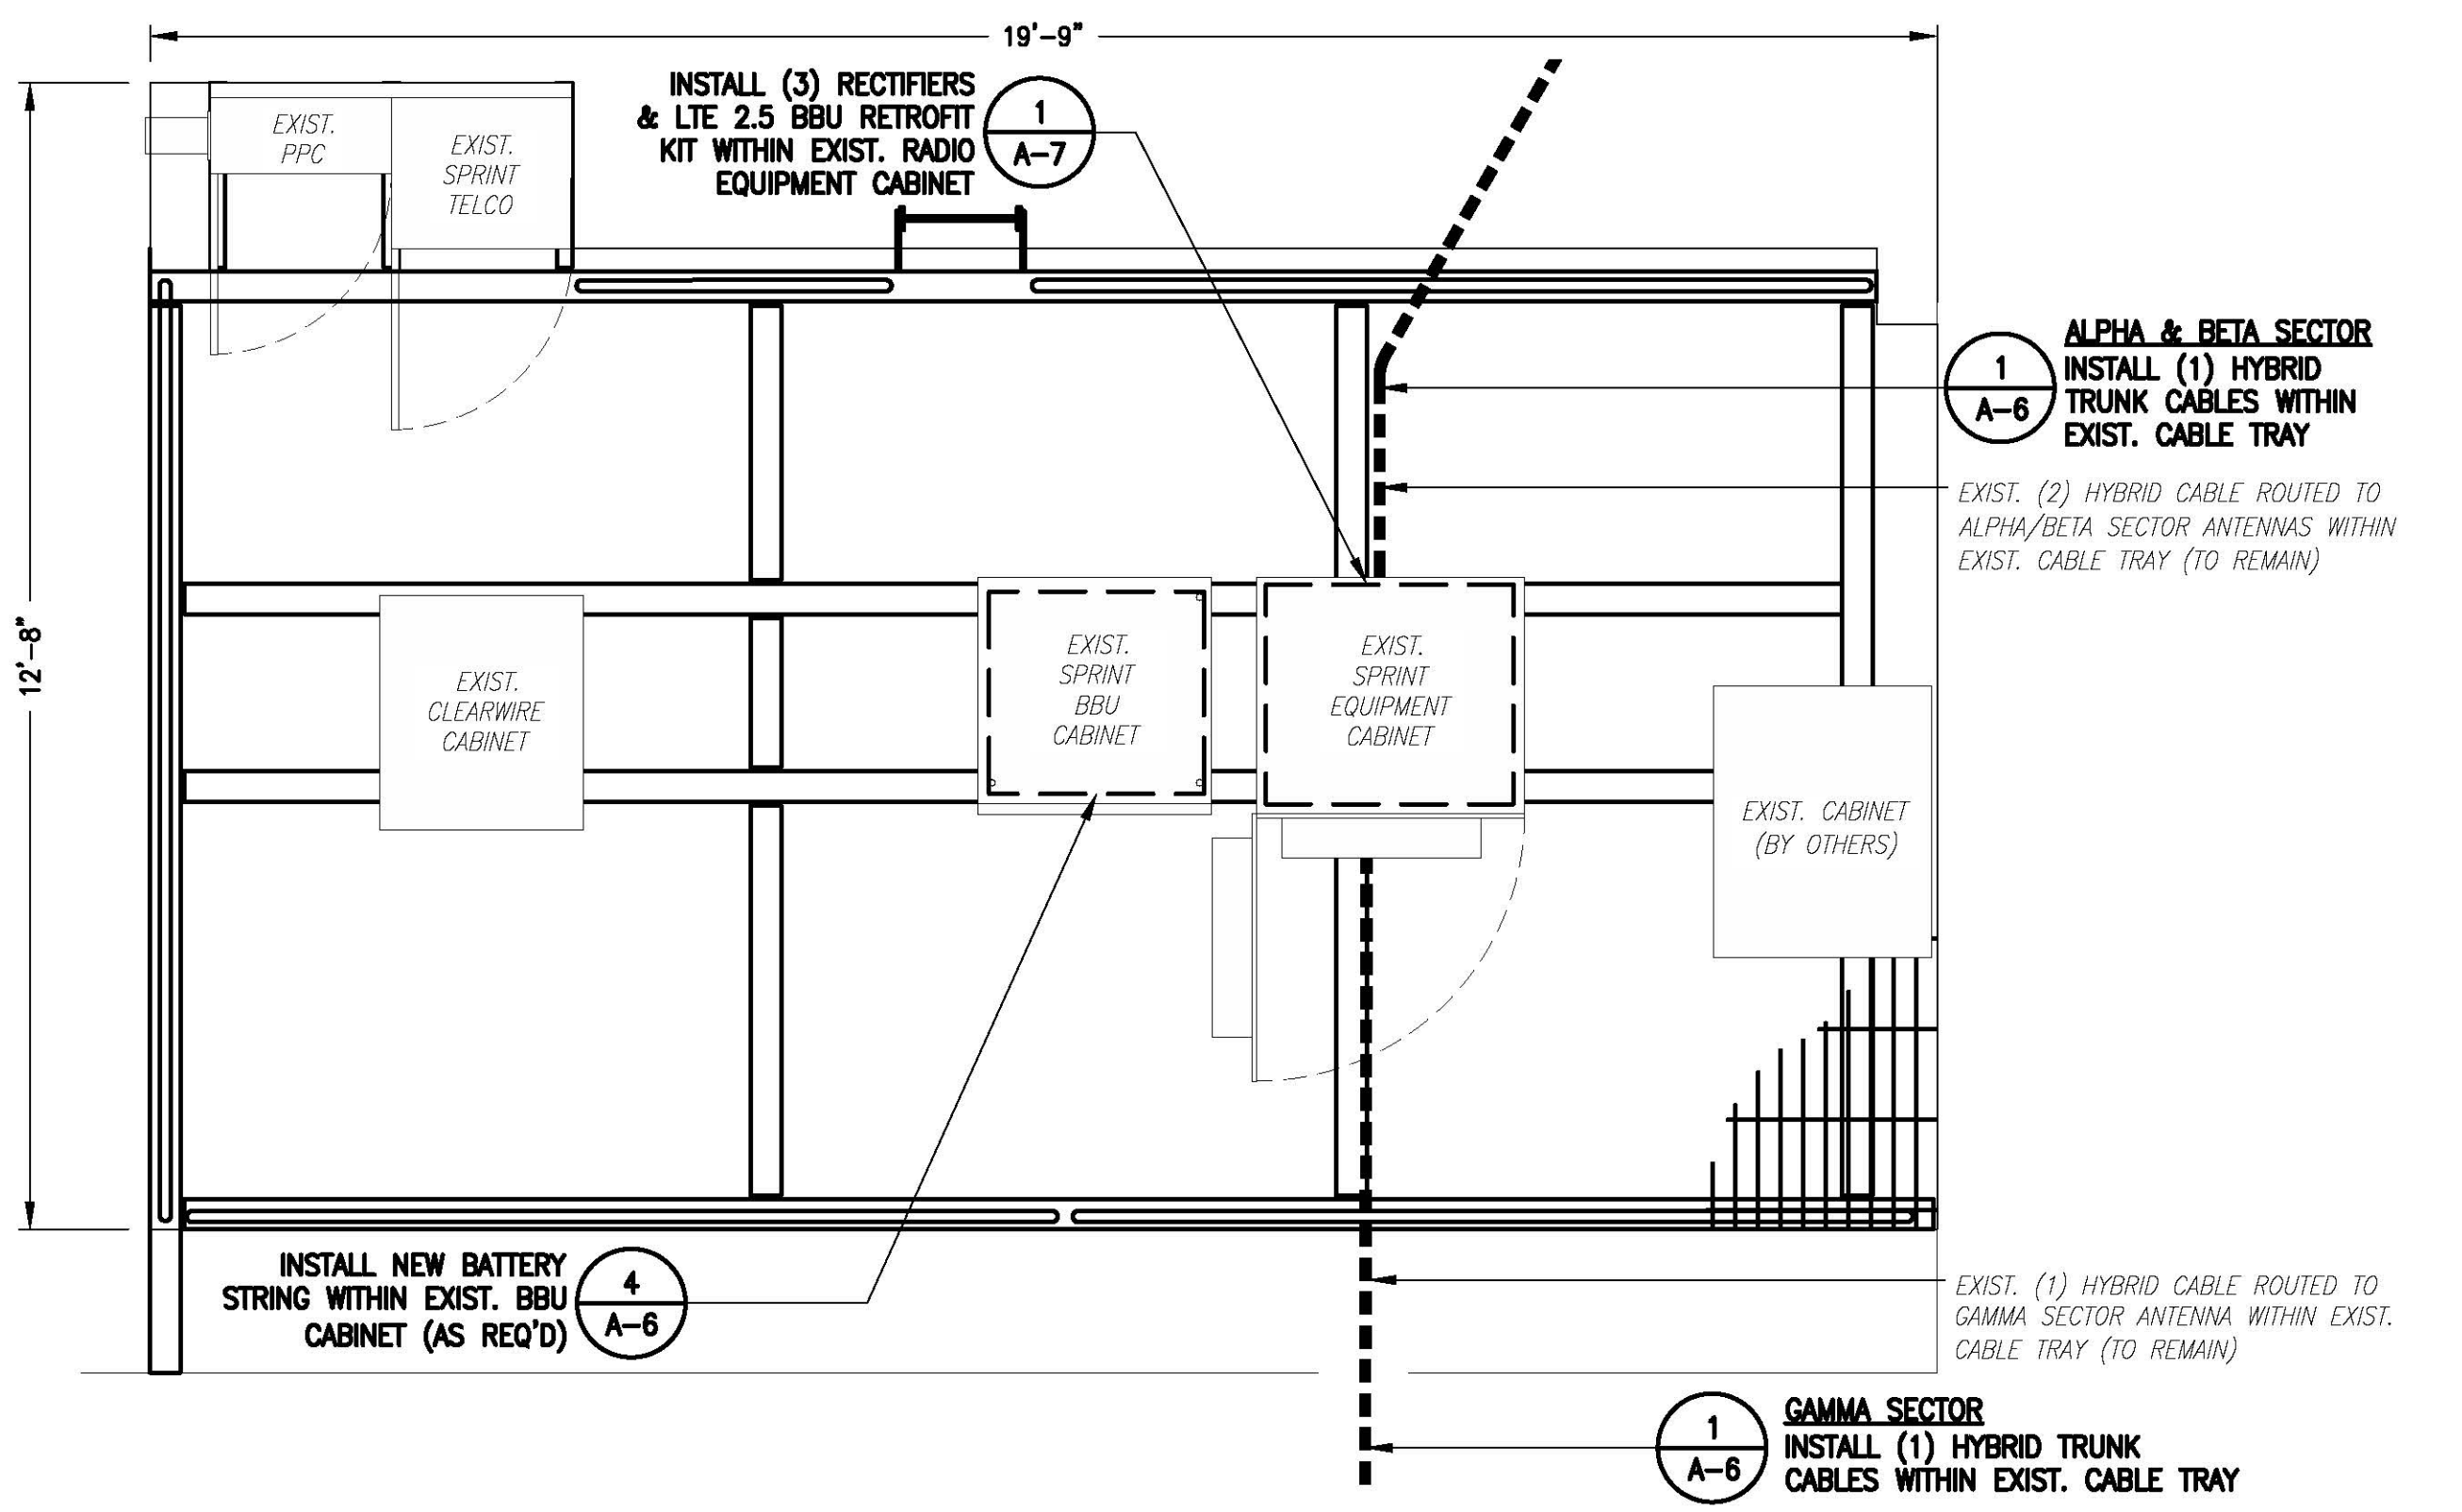 19'-9"
INSTALL (3) RECTIFIERS
& LTE 2.5 BBU RETROFIT
KIT WITHIN EXIST. RADIO
EQUIPMENT CABINET
1
A-7
EXIST.
PPC
EXIST.
SPRINT
TELCO
ALPHA & BETA SECTOR
INSTALL (1) HYBRID
TRUNK CABLES WITHIN
EXIST. CABLE TRAY
1
A-6
EXIST. (2) HYBRID CABLE ROUTED TO
ALPHA/BETA SECTOR ANTENNAS WITHIN
EXIST. CABLE TRAY (TO REMAIN)
12'-8"
EXIST.
CLEARWIRE
CABINET
EXIST.
SPRINT
BBU
CABINET
EXIST.
SPRINT
EQUIPMENT
CABINET
EXIST. CABINET
(BY OTHERS)
INSTALL NEW BATTERY
STRING WITHIN EXIST. BBU
CABINET (AS REQ'D)
4
A-6
EXIST. (1) HYBRID CABLE ROUTED TO
GAMMA SECTOR ANTENNA WITHIN EXIST.
CABLE TRAY (TO REMAIN)
1
A-6
GAMMA SECTOR
INSTALL (1) HYBRID TRUNK
CABLES WITHIN EXIST. CABLE TRAY